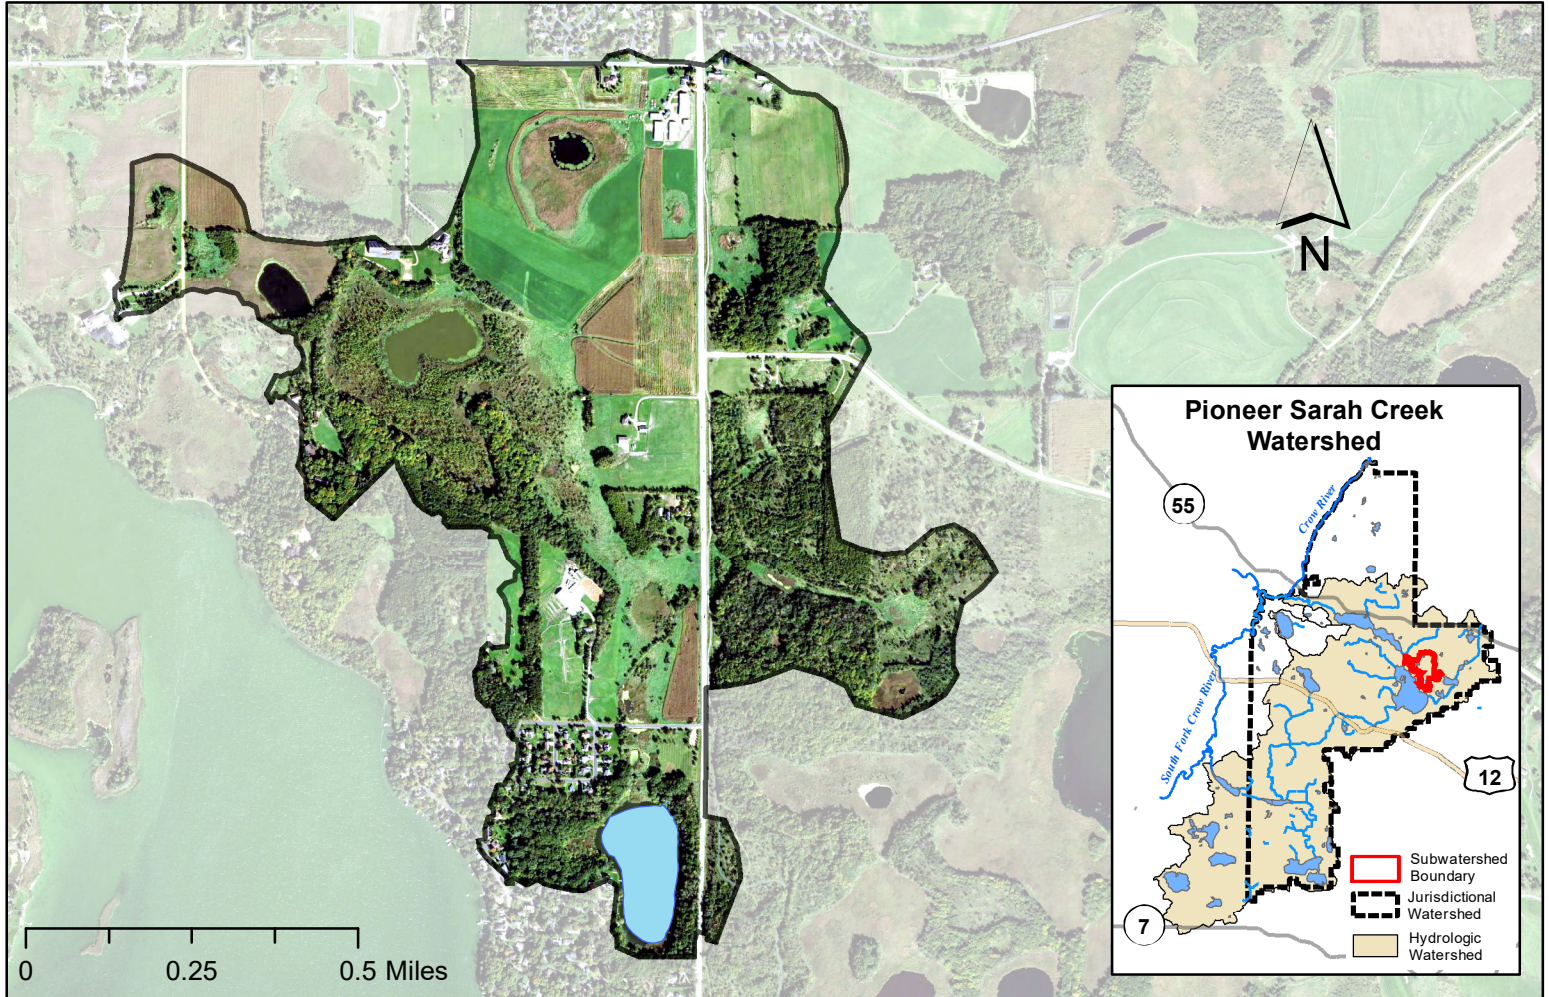 N
Pioneer Sarah Creek
Watershed
55
Crow River
South Fork Crow River
12
7
Subwatershed
Boundary
Jurisdictional
Watershed
Hydrologic
Watershed
0
0.25
0.5 Miles